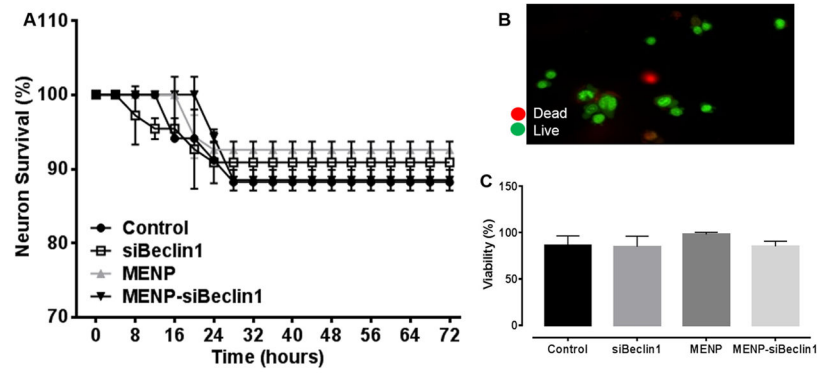 A
110
100
90
80
70
Neuron Survival (%)
Control
siBeclin1
MENP
MENP-siBeclin1
0 8 16 24 32 40 48 56 64 72
Time (hours)
B
Dead
Live
C
150
100
50
0
Viability (%)
Control siBeclin1 MENP MENP-siBeclin1